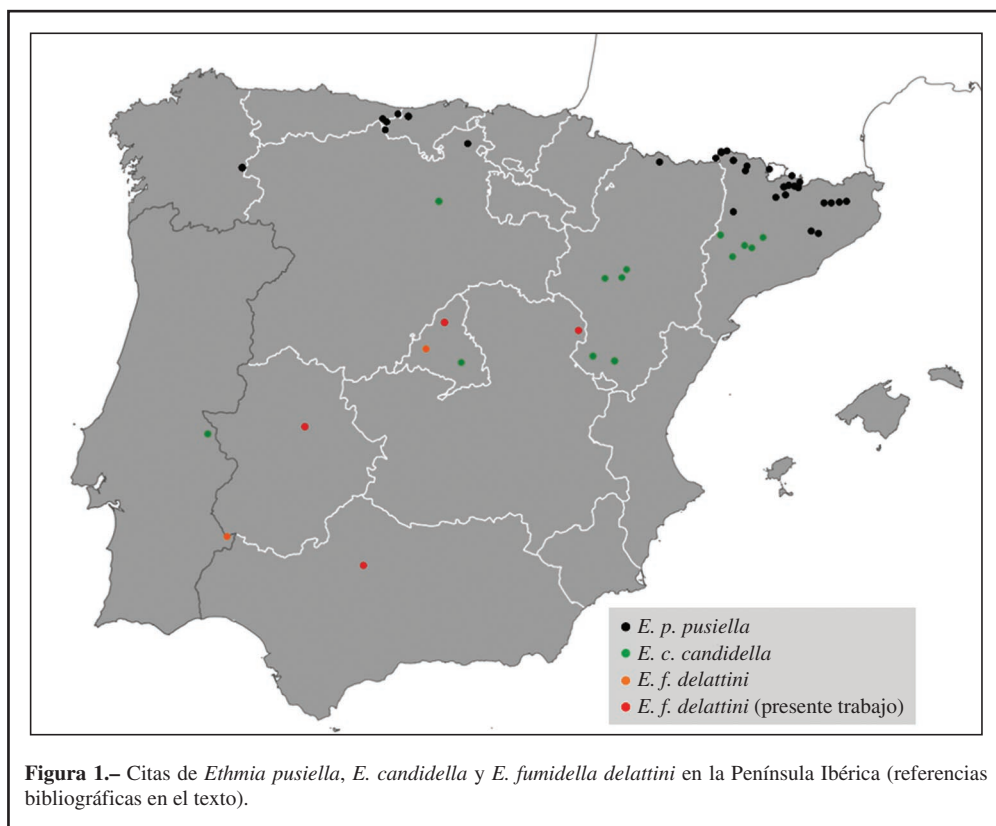 E. p. pusiella
E. c. candidella
E. f. delattini
E. f. delattini (presente trabajo)
Figura 1.– Citas de Ethmia pusiella, E. candidella y E. fumidella delattini en la Península Ibérica (referencias
bibliográficas en el texto).